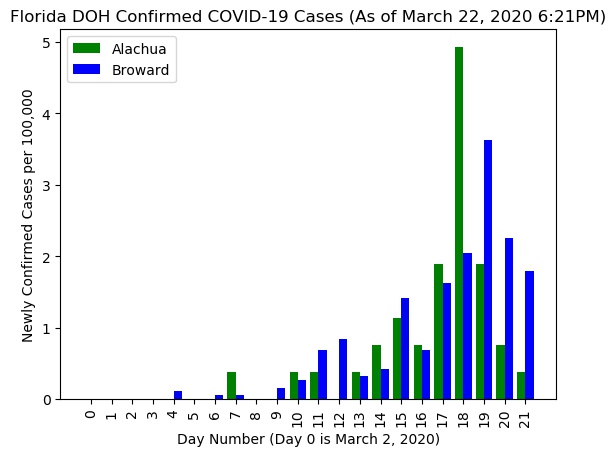 Florida DOH Confirmed COVID-19 Cases (As of March 22, 2020 6:21PM)
Alachua
Broward
Newly Confirmed Cases per 100,000
5
4
3
2
1
0
0 1 2 3 4 5 6 7 8 9 10 11 12 13 14 15 16 17 18 19 20 21
Day Number (Day 0 is March 2, 2020)